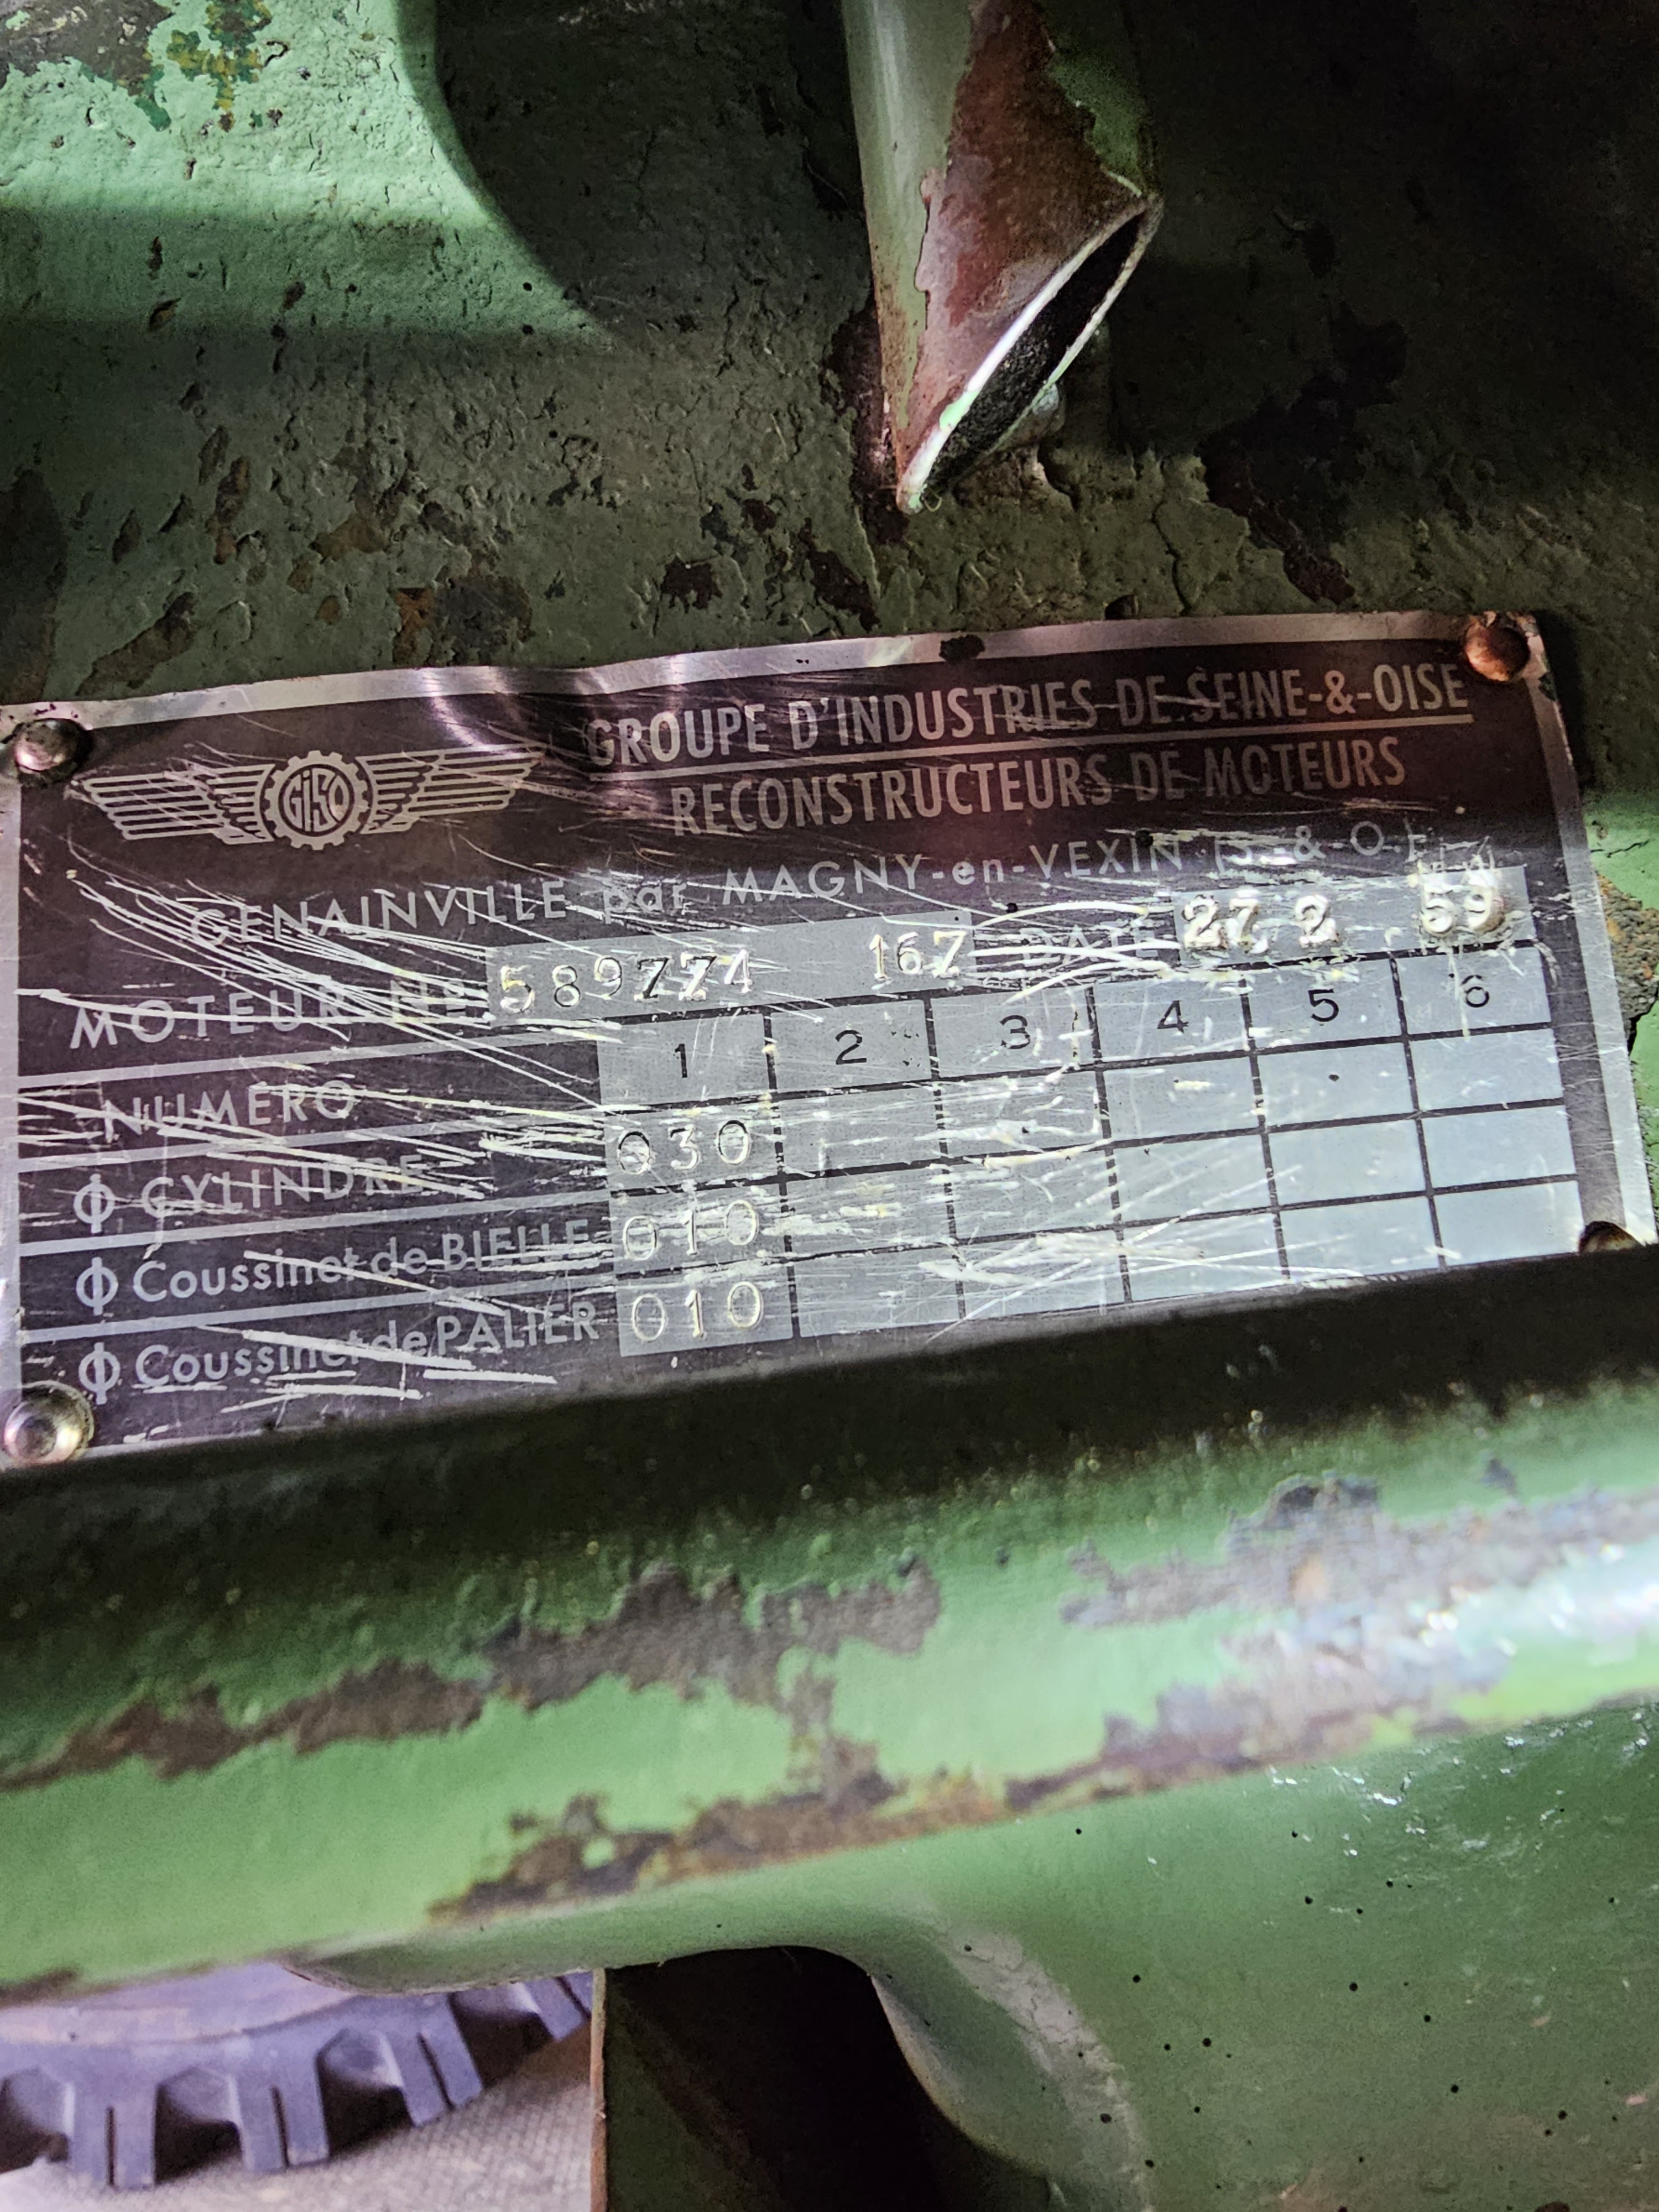 GISO
GROUPE D'INDUSTRIES DE SEINE-&-OISE
RECONSTRUCTEURS DE MOTEURS
GENAINVILLE par MAGNY-en-VEXIN (S.-&-O.)
MOTEUR Nº 589774 167 DATE 27 2 59
NUMÉRO 1 2 3 4 5 6
Φ CYLINDRE 030
Φ Coussinet de BIELLE 010
Φ Coussinet de PALIER 010